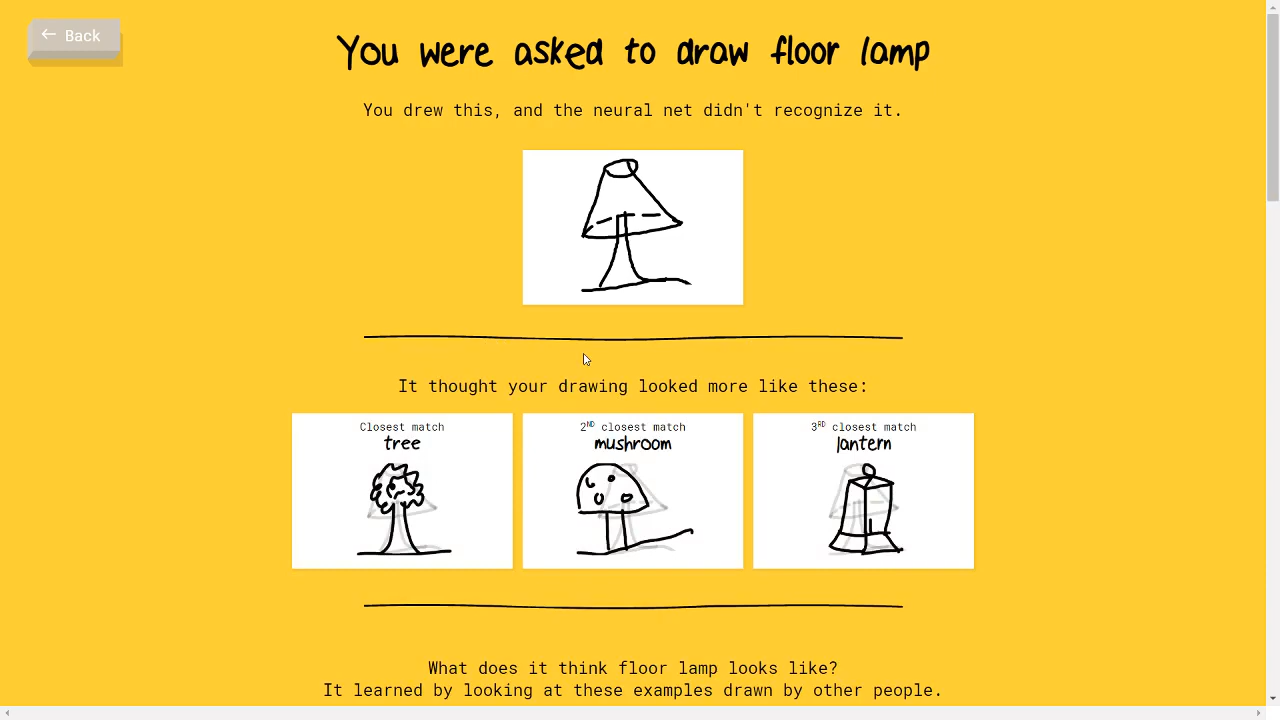 ← Back
You were asked to draw floor lamp
You drew this, and the neural net didn't recognize it.
It thought your drawing looked more like these:
Closest match
tree
2ND closest match
mushroom
3RD closest match
lantern
What does it think floor lamp looks like?
It learned by looking at these examples drawn by other people.